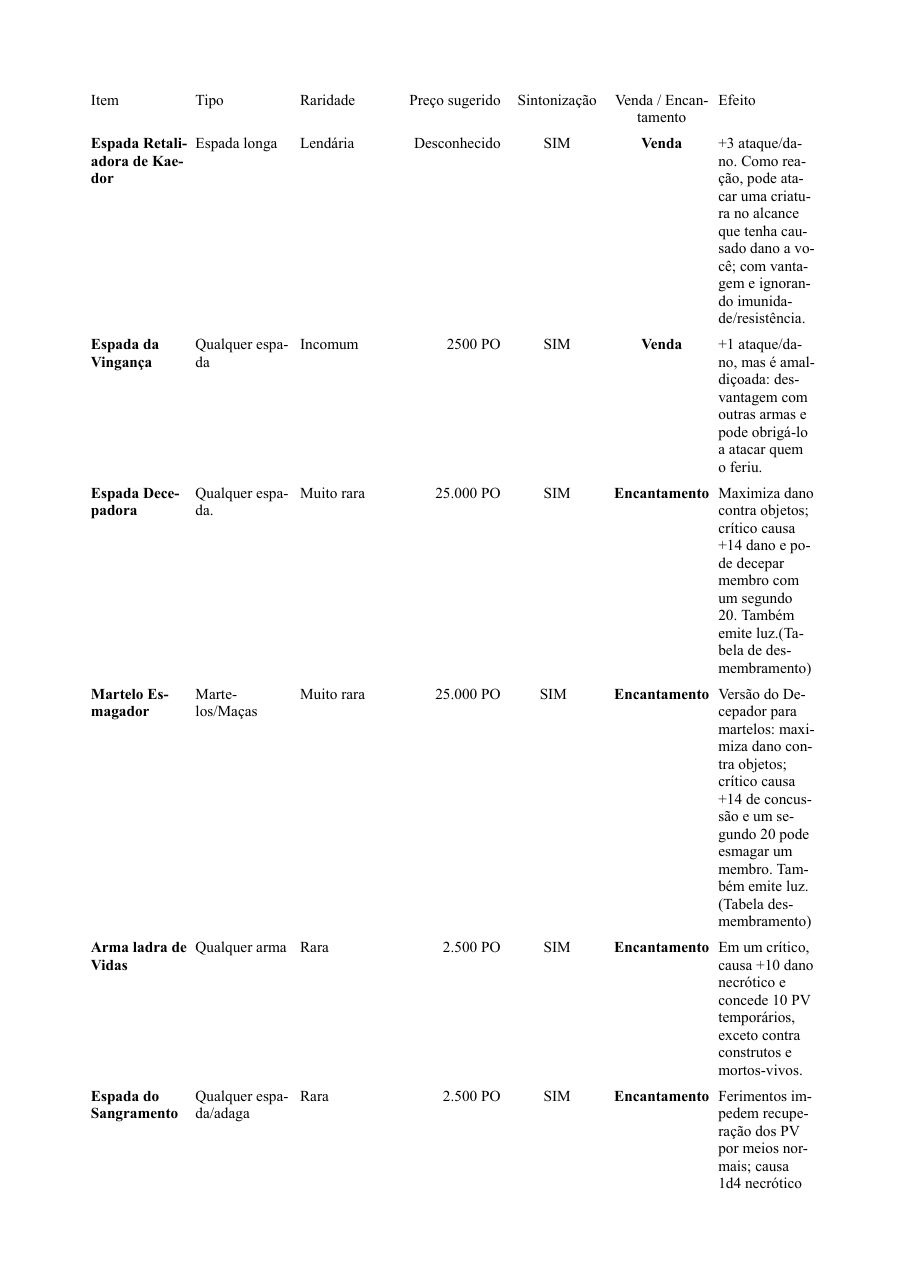 Item Tipo Raridade Preço sugerido Sintonização Venda / Encan- Efeito
tamento
Espada Retali- Espada longa Lendária Desconhecido SIM Venda +3 ataque/da-
adora de Kae- no. Como rea-
dor ção, pode ata-
car uma criatu-
ra no alcance
que tenha cau-
sado dano a vo-
cê; com vanta-
gem e ignoran-
do imunida-
de/resistência.
Espada da Qualquer espa- Incomum 2500 PO SIM Venda +1 ataque/da-
Vingança da no, mas é amal-
diçoada: des-
vantagem com
outras armas e
pode obrigá-lo
a atacar quem
o feriu.
Espada Dece- Qualquer espa- Muito rara 25.000 PO SIM Encantamento Maximiza dano
padora da. contra objetos;
crítico causa
+14 dano e po-
de decepar
membro com
um segundo
20. Também
emite luz.(Ta-
bela de des-
membramento)
Martelo Es- Marte- Muito rara 25.000 PO SIM Encantamento Versão do De-
magador los/Maças cepador para
martelos: maxi-
miza dano con-
tra objetos;
crítico causa
+14 de concus-
são e um se-
gundo 20 pode
esmagar um
membro. Tam-
bém emite luz.
(Tabela des-
membramento)
Arma ladra de Qualquer arma Rara 2.500 PO SIM Encantamento Em um crítico,
Vidas causa +10 dano
necrótico e
concede 10 PV
temporários,
exceto contra
construtos e
mortos-vivos.
Espada do Qualquer espa- Rara 2.500 PO SIM Encantamento Ferimentos im-
Sangramento da/adaga pedem recupe-
ração dos PV
por meios nor-
mais; causa
1d4 necrótico